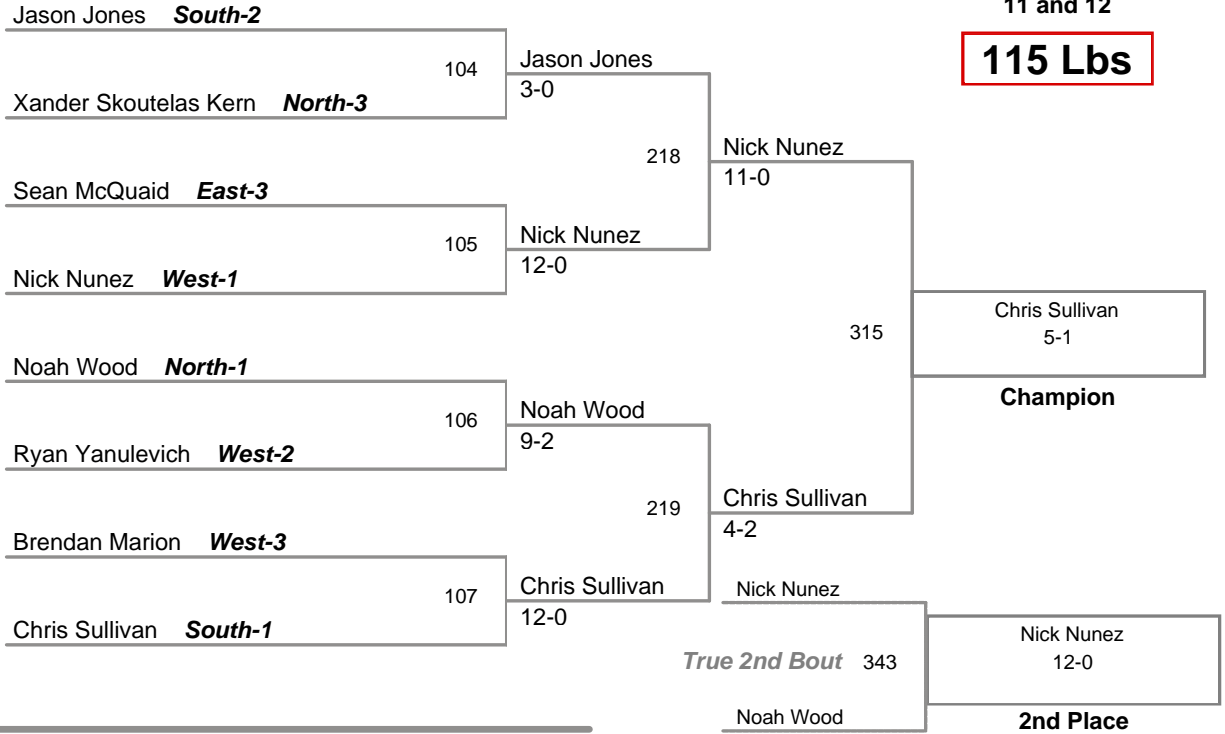 11 and 12
115 Lbs
Jason Jones South-2
104
Xander Skoutelas Kern North-3
Jason Jones
3-0
218
Sean McQuaid East-3
105
Nick Nunez West-1
Nick Nunez
12-0
Nick Nunez
11-0
315
Noah Wood North-1
106
Ryan Yanulevich West-2
Noah Wood
9-2
219
Brendan Marion West-3
107
Chris Sullivan South-1
Chris Sullivan
12-0
Chris Sullivan
4-2
Chris Sullivan
5-1
Champion
Nick Nunez
True 2nd Bout 343
Noah Wood
Nick Nunez
12-0
2nd Place